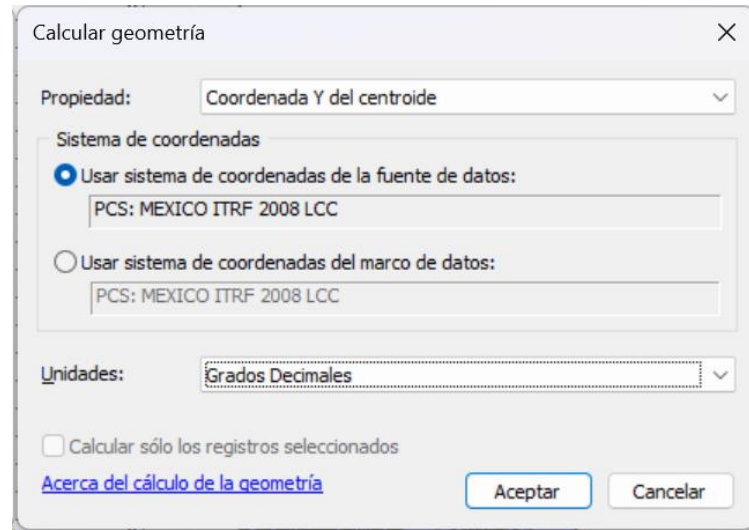 Calcular geometría
Propiedad: Coordenada Y del centroide
Sistema de coordenadas
Usar sistema de coordenadas de la fuente de datos:
PCS: MEXICO ITRF 2008 LCC
Usar sistema de coordenadas del marco de datos:
PCS: MEXICO ITRF 2008 LCC
Unidades: Grados Decimales
Calcular sólo los registros seleccionados
Acerca del cálculo de la geometría
Aceptar Cancelar